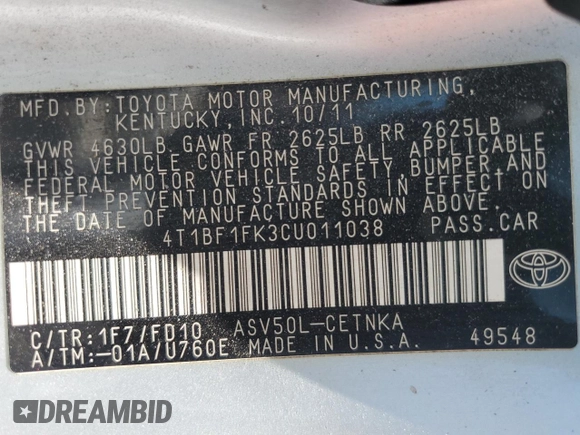 MFD.BY:TOYOTA MOTOR MANUFACTURING,
KENTUCKY, INC.10/11
GVWR 4630LB, GAWR FR 2625LB RR 2625LB
THIS VEHICLE CONFORMS TO ALL APPLICABLE
FEDERAL MOTOR VEHICLE SAFETY,BUMPER,AND
THEFT PREVENTION STANDARDS IN EFFECT ON
THE DATE OF MANUFACTURE SHOWN ABOVE.
4T1BF1FK3CU011038 PASS.CAR
C/TR:1F7/FD10 ASV50L-CETNKA
A/TM:-01A/U760E MADE IN U.S.A. 49548
DREAMBID